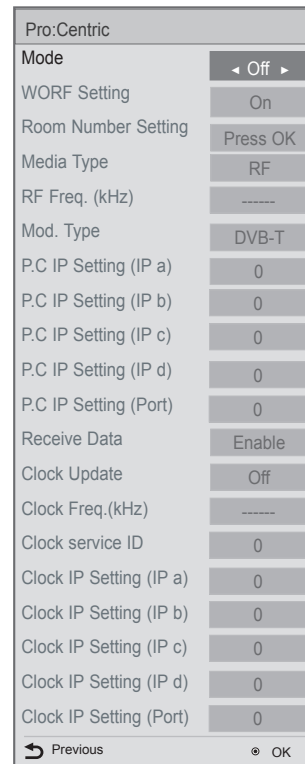 Pro:Centric
Mode ◄ Off ►
WORF Setting On
Room Number Setting Press OK
Media Type RF
RF Freq. (kHz) ------
Mod. Type DVB-T
P.C IP Setting (IP a) 0
P.C IP Setting (IP b) 0
P.C IP Setting (IP c) 0
P.C IP Setting (IP d) 0
P.C IP Setting (Port) 0
Receive Data Enable
Clock Update Off
Clock Freq.(kHz) ------
Clock service ID 0
Clock IP Setting (IP a) 0
Clock IP Setting (IP b) 0
Clock IP Setting (IP c) 0
Clock IP Setting (IP d) 0
Clock IP Setting (Port) 0
Previous OK